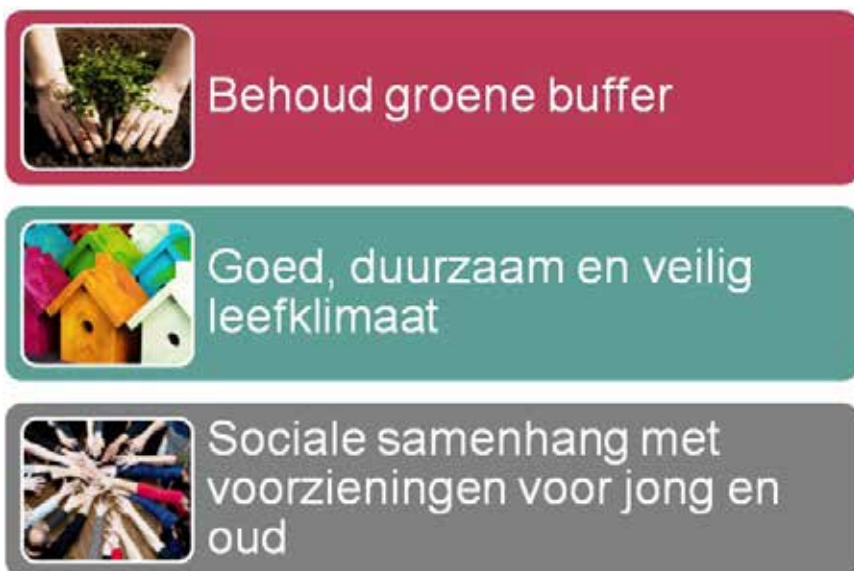 Behoud groene buffer
Goed, duurzaam en veilig
leefklimaat
Sociale samenhang met
voorzieningen voor jong en
oud